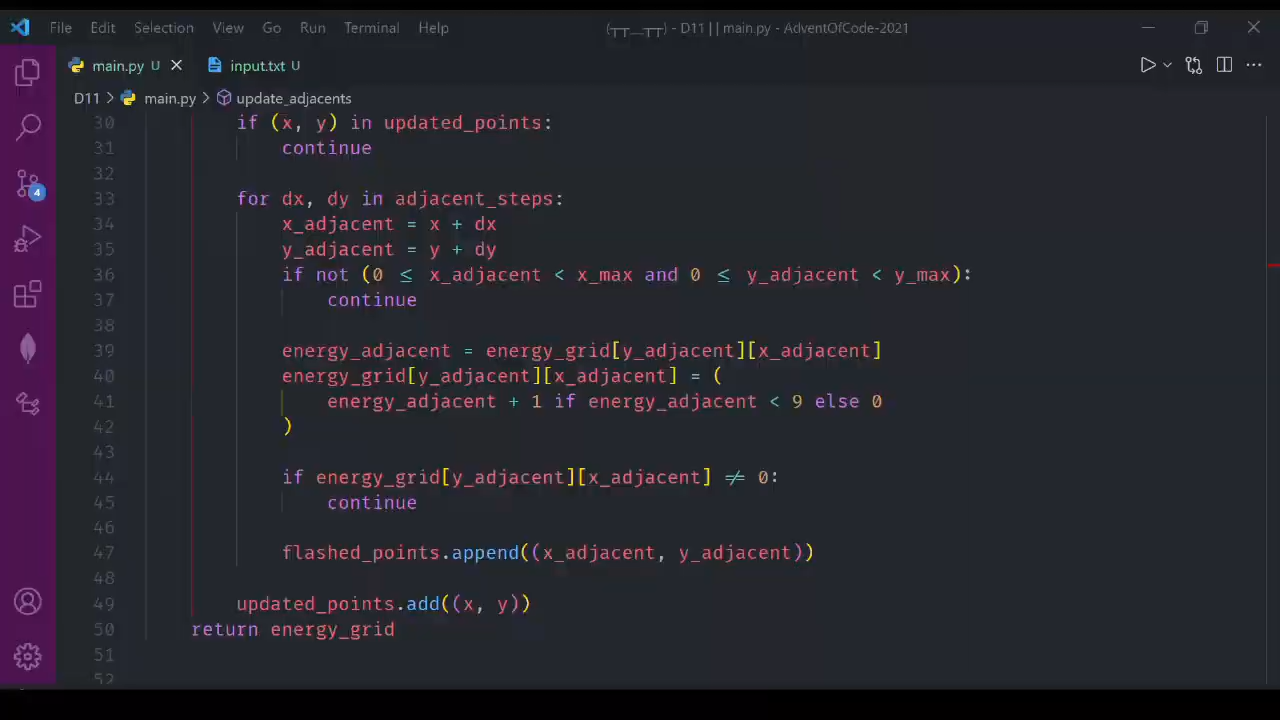 File Edit Selection View Go Run Terminal Help (┬┬﹏┬┬) - D11 || main.py - AdventOfCode-2021
main.py U input.txt U
D11 > main.py > update_adjacents
30 if (x, y) in updated_points:
31 continue
32
33 for dx, dy in adjacent_steps:
34 x_adjacent = x + dx
35 y_adjacent = y + dy
36 if not (0 ≤ x_adjacent < x_max and 0 ≤ y_adjacent < y_max):
37 continue
38
39 energy_adjacent = energy_grid[y_adjacent][x_adjacent]
40 energy_grid[y_adjacent][x_adjacent] = (
41 energy_adjacent + 1 if energy_adjacent < 9 else 0
42 )
43
44 if energy_grid[y_adjacent][x_adjacent] ≠ 0:
45 continue
46
47 flashed_points.append((x_adjacent, y_adjacent))
48
49 updated_points.add((x, y))
50 return energy_grid
51
52
4